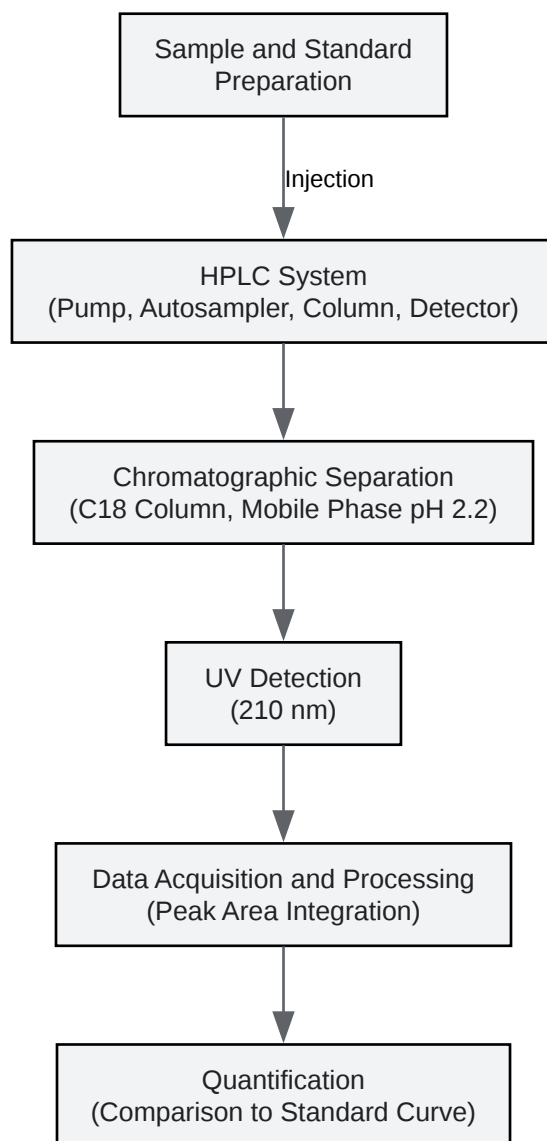 Sample and Standard
Preparation
Injection
HPLC System
(Pump, Autosampler, Column, Detector)
Chromatographic Separation
(C18 Column, Mobile Phase pH 2.2)
UV Detection
(210 nm)
Data Acquisition and Processing
(Peak Area Integration)
Quantification
(Comparison to Standard Curve)